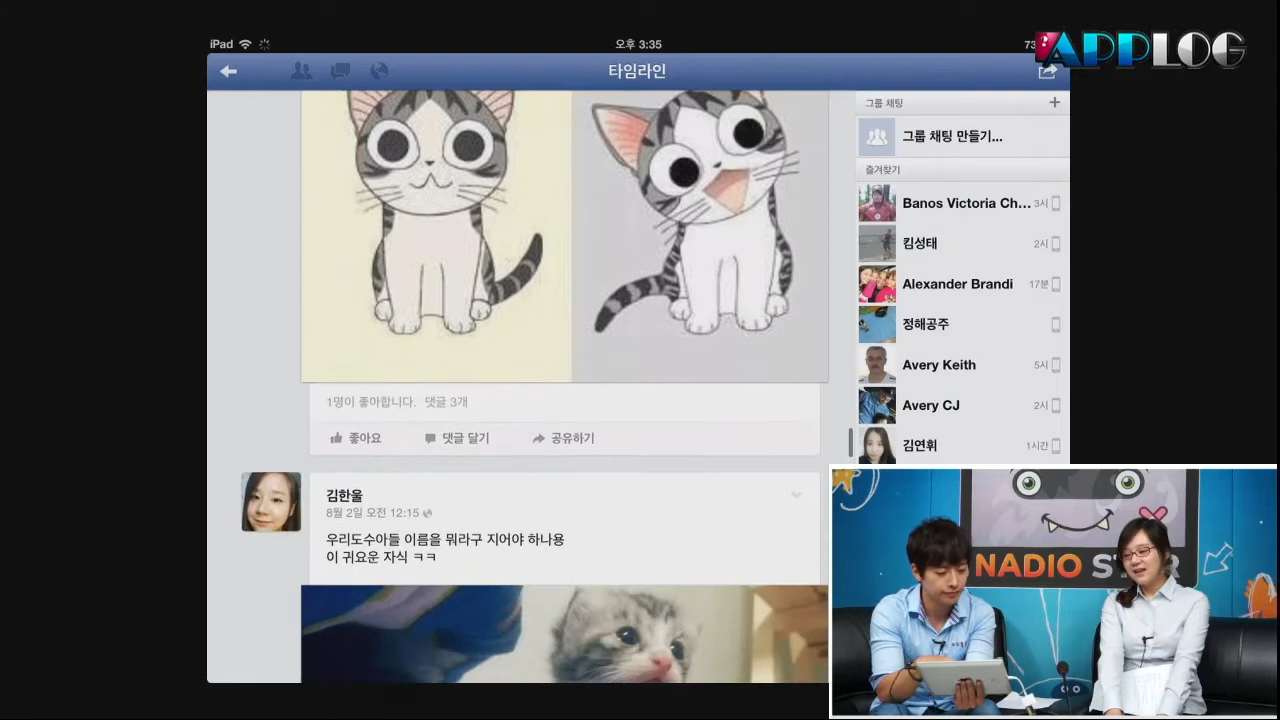 iPad
오후 3:35
73
APPLOG
타임라인
그룹 채팅
그룹 채팅 만들기...
즐겨찾기
Banos Victoria Ch... 3시
킴성태 2시
Alexander Brandi 17분
정해공주
Avery Keith 5시
Avery CJ 2시
김연휘 1시간
1명이 좋아합니다. 댓글 3개
좋아요 댓글 달기 공유하기
김한울
8월 2일 오전 12:15
우리도수아들 이름을 뭐라구 지어야 하나용
이 귀요운 자식 ㅋㅋ
NADIO ST R